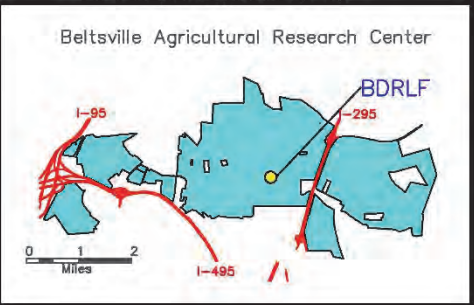 Beltsville Agricultural Research Center
BDRLF
I-95
I-295
0 1 2
Miles
I-495